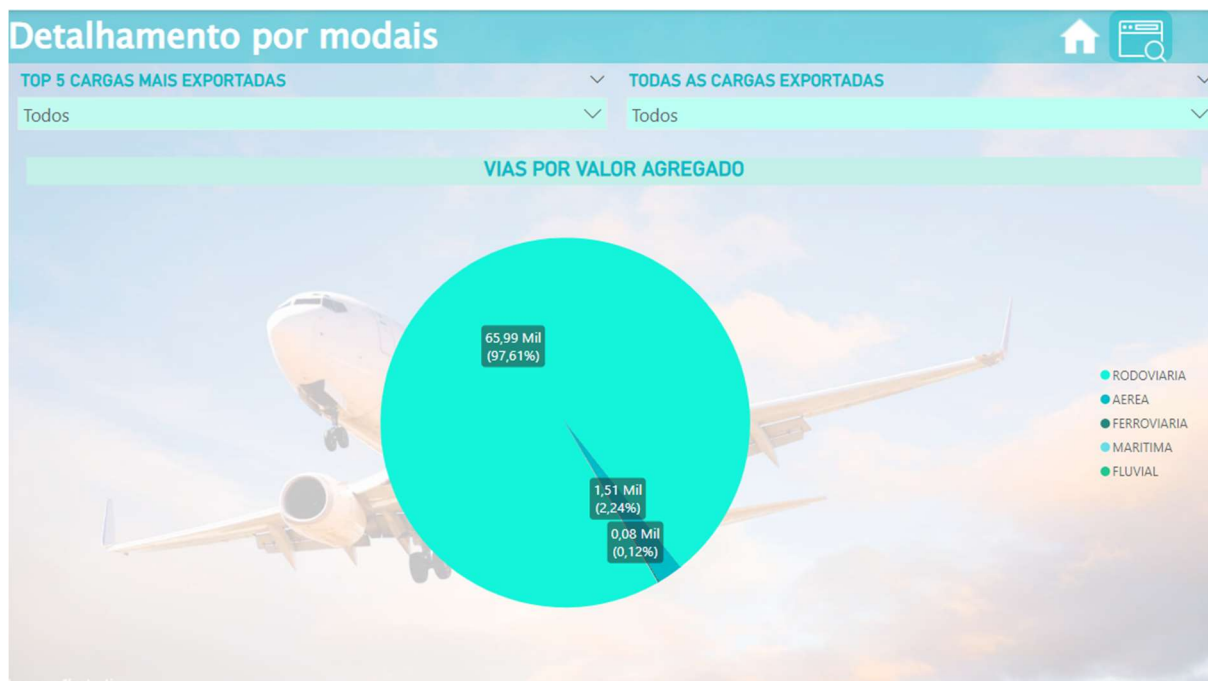 Detalhamento por modais
TOP 5 CARGAS MAIS EXPORTADAS
TODAS AS CARGAS EXPORTADAS
Todos
Todos
VIAS POR VALOR AGREGADO
65,99 Mil
(97,61%)
1,51 Mil
(2,24%)
0,08 Mil
(0,12%)
RODOVIARIA
AEREA
FERROVIARIA
MARITIMA
FLUVIAL